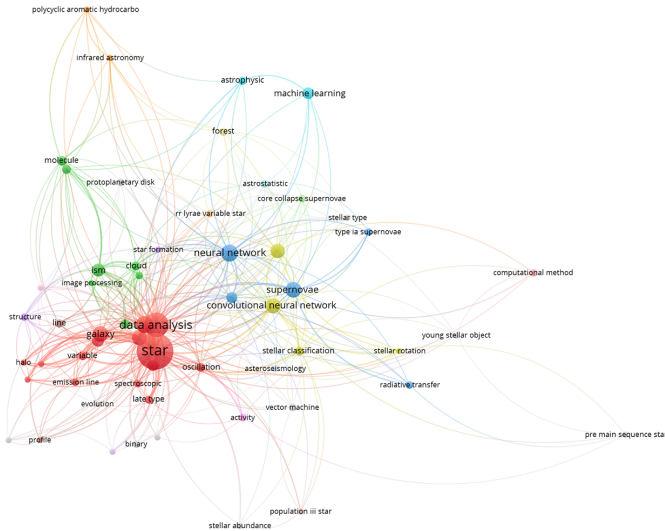 polycyclic aromatic hydrocarbo
infrared astronomy
astrophysic
machine learning
forest
molecule
protoplanetary disk
astrostatistic
core collapse supernovae
rr lyrae variable star
stellar type
type ia supernovae
star formation
neural network
cloud
ism
computational method
image processing
supernovae
convolutional neural network
structure
line
data analysis
galaxy
young stellar object
star
stellar classification
stellar rotation
variable
halo
oscillation
asteroseismology
emission line
spectroscopic
radiative transfer
late type
evolution
vector machine
activity
pre main sequence star
profile
binary
population iii star
stellar abundance